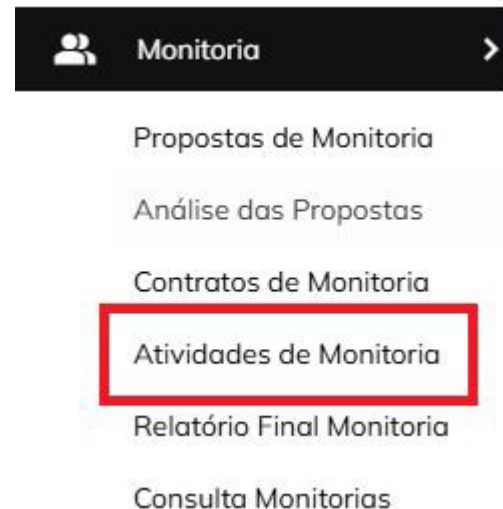 Monitoria
Propostas de Monitoria
Análise das Propostas
Contratos de Monitoria
Atividades de Monitoria
Relatório Final Monitoria
Consulta Monitorias